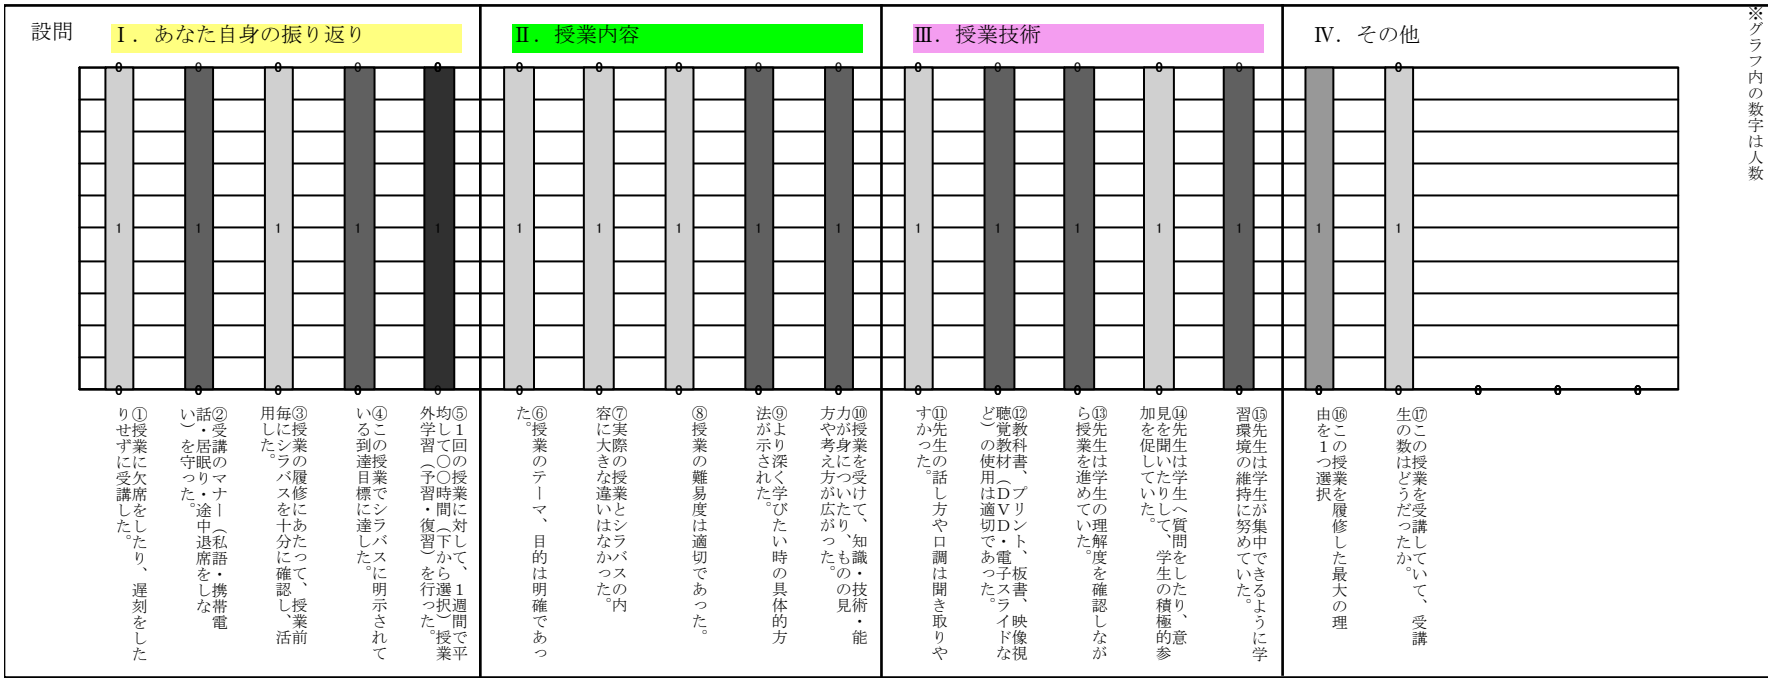 設問
Ⅰ．あなた自身の振り返り
Ⅱ．授業内容
Ⅲ．授業技術
Ⅳ．その他
※グラフ内の数字は人数
0 0 0 0 0 0 0 0 0 0 0 0 0 0 0
1 1 1 1 1 1 1 1 1 1 1 1 1 1 1 1 1
0 0 0 0 0 0 0 0 0 0 0 0 0 0 0 0 0 0 0 0
①授業に欠席をしたり、遅刻をした
りせずに受講した。
②受講のマナー（私語・携帯電
話・居眠り・途中退席をしな
い）を守った。
③授業の履修にあたって、授業前
毎にシラバスを十分に確認し、活
用した。
④この授業でシラバスに明示されて
いる到達目標に達した。
⑤１回の授業に対して、１週間で平
均して〇〇時間（下から選択）授業
外学習（予習・復習）を行った。
⑥授業のテーマ、目的は明確であっ
た。
⑦実際の授業とシラバスの内
容に大きな違いはなかった。
⑧授業の難易度は適切であった。
⑨より深く学びたい時の具体的方
法が示された。
⑩授業を受けて、知識・技術・能
力が身についたり、ものの見
方や考え方が広がった。
⑪先生の話し方や口調は聞き取りや
すかった。
⑫教科書、プリント、板書、映像視
聴覚教材（ＤＶＤ・電子スライドな
ど）の使用は適切であった。
⑬先生は学生の理解度を確認しなが
ら授業を進めていた。
⑭先生は学生へ質問をしたり、意
見を聞いたりして、学生の積極的参
加を促していた。
⑮先生は学生が集中できるように学
習環境の維持に努めていた。
⑯この授業を履修した最大の理
由を１つ選択
⑰この授業を受講していて、受講
生の数はどうだったか。